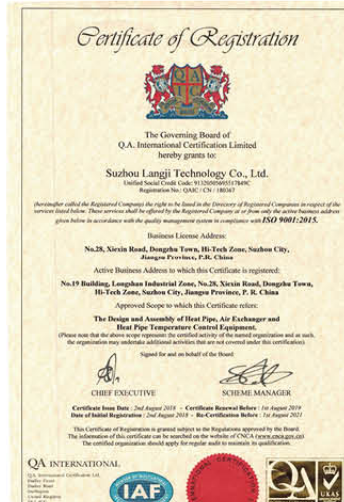 Certificate of Registration
Q A
I C
The Governing Board of
Q.A. International Certification Limited
hereby grants to:
Suzhou Langji Technology Co., Ltd.
Unified Social Credit Code:
Registration No.: QAIC / CN / 180367
(hereinafter called the Registered Company) the right to be listed in the Directory of Registered Companies in respect of the
services listed below. These services shall be offered by the Registered Company at or from only the active business address
given below in accordance with the quality management system in compliance with ISO 9001:2015.
Business License Address:
No.28, Xiexin Road, Dongzhu Town, Hi-Tech Zone, Suzhou City,
Jiangsu Province, P.R. China
Active Business Address to which this Certificate is registered:
No.19 Building, Longshan Industrial Zone, No.28, Xiexin Road, Dongzhu Town,
Hi-Tech Zone, Suzhou City, Jiangsu Province, P. R. China
Approved Scope to which this Certificate refers:
The Design and Assembly of Heat Pipe, Air Exchanger and
Heat Pipe Temperature Control Equipment.
(Please note that the above scope represents the certified activity of the named organization and as such,
the organization may undertake additional activities that are not covered under this certification)
Signed for and on behalf of the Board
CHIEF EXECUTIVE
SCHEME MANAGER
Certificate Issue Date : 2nd August 2018 - Certificate Renewal Before : 1st August 2019
Date of Initial Registration : 2nd August 2018 - Re-Certification Before : 1st August 2021
This Certificate of Registration is granted subject to the Regulations approved by the Board.
The information of this certificate can be searched on the website of CNCA (www.cnca.gov.cn)
The certified organization should apply for regular audit to maintain its qualification.
QA INTERNATIONAL
Q.A. International Certification Ltd.
IAF
QA
UKAS